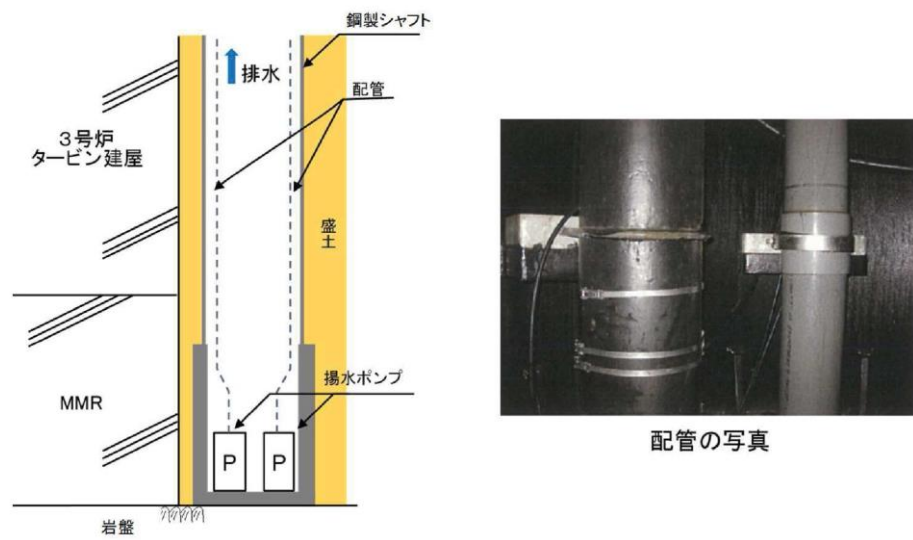 鋼製シャフト
排水
配管
3号炉
タービン建屋
盛土
揚水ポンプ
MMR
P
P
岩盤
配管の写真